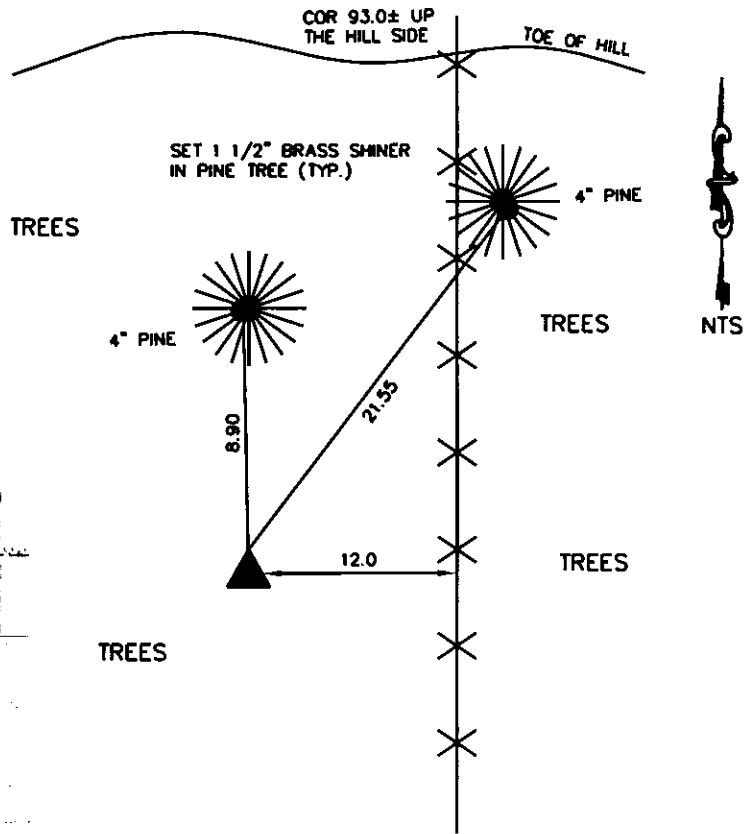 COR 93.0± UP
THE HILL SIDE
TOE OF HILL
SET 1 1/2" BRASS SHINER
IN PINE TREE (TYP.)
4" PINE
TREES
4" PINE
TREES
NTS
21.55
8.90
12.0
TREES
TREES